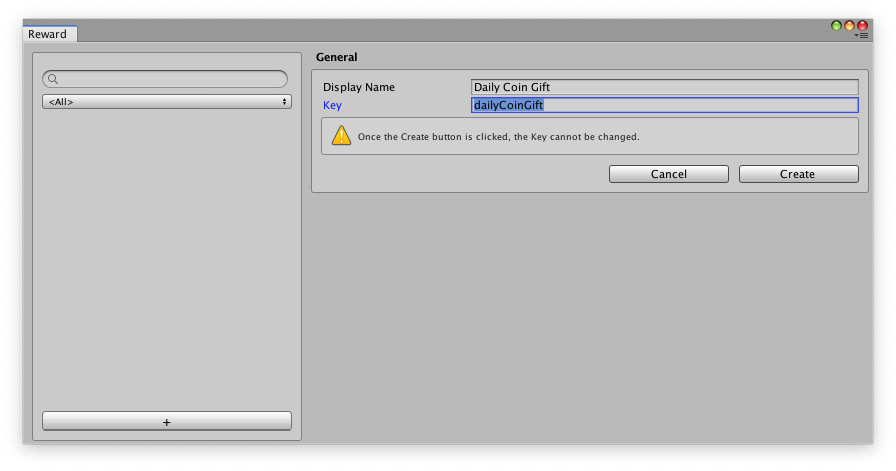 Reward
<All>
+
General
Display Name Daily Coin Gift
Key dailyCoinGift
Once the Create button is clicked, the Key cannot be changed.
Cancel Create